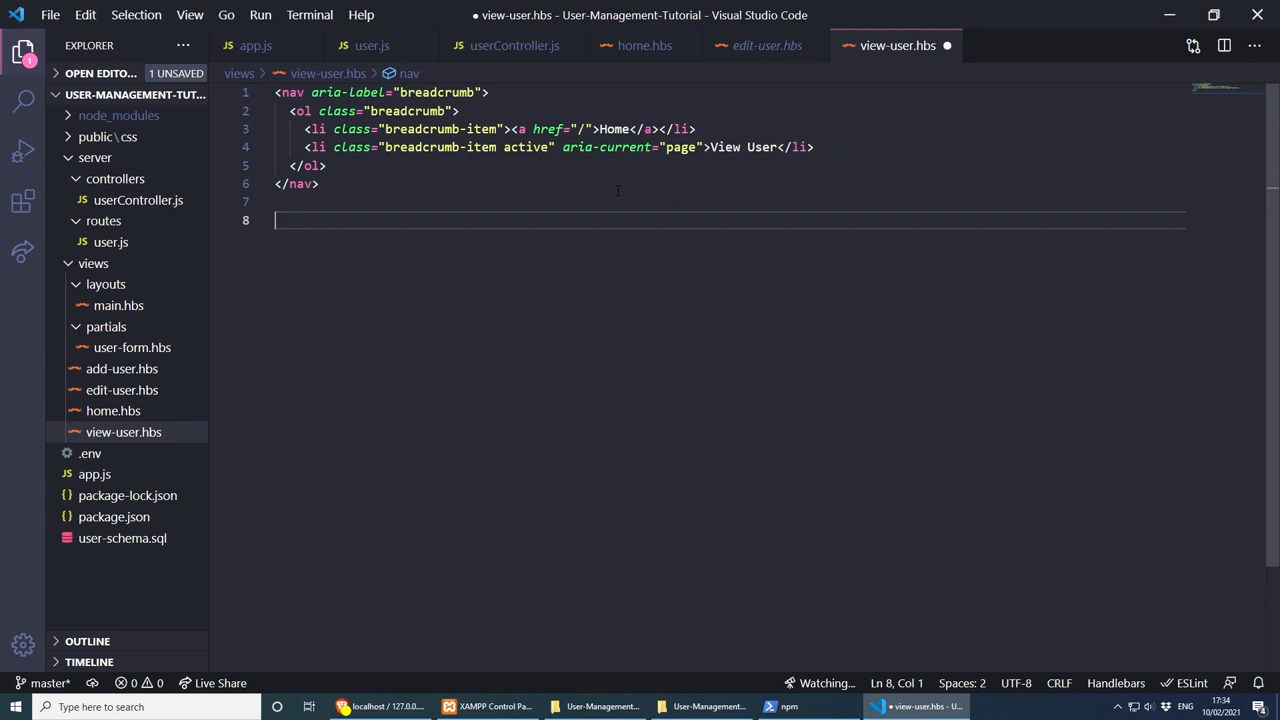 File Edit Selection View Go Run Terminal Help
● view-user.hbs - User-Management-Tutorial - Visual Studio Code
EXPLORER ···
JS app.js
JS user.js
JS userController.js
home.hbs
edit-user.hbs
view-user.hbs ●
1
OPEN EDITO... 1 UNSAVED
views > view-user.hbs > nav
USER-MANAGEMENT-TUT...
node_modules
public\css
server
controllers
JS userController.js
routes
JS user.js
views
layouts
main.hbs
partials
user-form.hbs
add-user.hbs
edit-user.hbs
home.hbs
view-user.hbs
.env
JS app.js
{} package-lock.json
{} package.json
user-schema.sql
OUTLINE
TIMELINE
1 <nav aria-label="breadcrumb">
2 <ol class="breadcrumb">
3 <li class="breadcrumb-item"><a href="/">Home</a></li>
4 <li class="breadcrumb-item active" aria-current="page">View User</li>
5 </ol>
6 </nav>
7
8
master* 0 0 Live Share Watching... Ln 8, Col 1 Spaces: 2 UTF-8 CRLF Handlebars ESLint
Type here to search
localhost / 127.0.0....
XAMPP Control Pa...
User-Management...
User-Management...
npm
● view-user.hbs - U...
ENG
17:34
10/02/2021
4